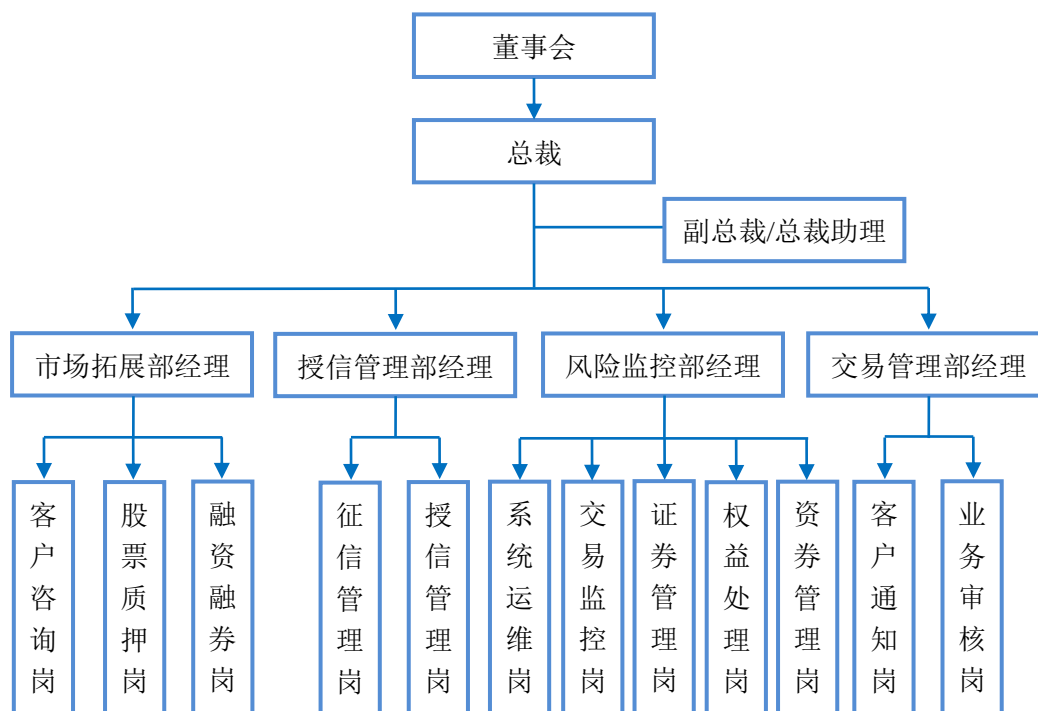 董事会
总裁
副总裁/总裁助理
市场拓展部经理
授信管理部经理
风险监控部经理
交易管理部经理
客户咨询岗
股票质押岗
融资融券岗
征信管理岗
授信管理岗
系统运维岗
交易监控岗
证券管理岗
权益处理岗
资券管理岗
客户通知岗
业务审核岗